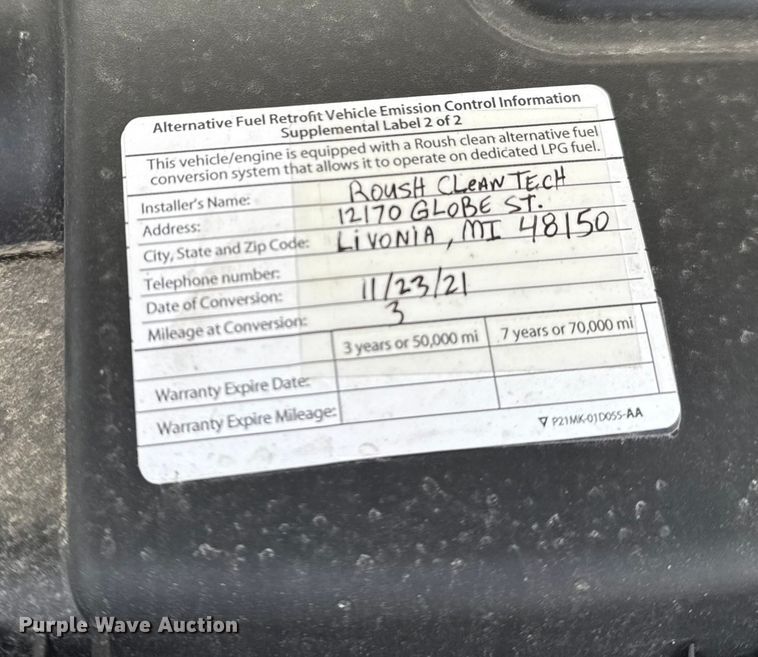 Alternative Fuel Retrofit Vehicle Emission Control Information
Supplemental Label 2 of 2
This vehicle/engine is equipped with a Roush clean alternative fuel
conversion system that allows it to operate on dedicated LPG fuel.
Installer's Name: ROUSH CLEAN TECH
Address: 12170 GLOBE ST.
City, State and Zip Code: LIVONIA, MI 48150
Telephone number:
Date of Conversion: 11/23/21
Mileage at Conversion: 3
3 years or 50,000 mi 7 years or 70,000 mi
Warranty Expire Date:
Warranty Expire Mileage:
P21MK-01D055-AA
Purple Wave Auction